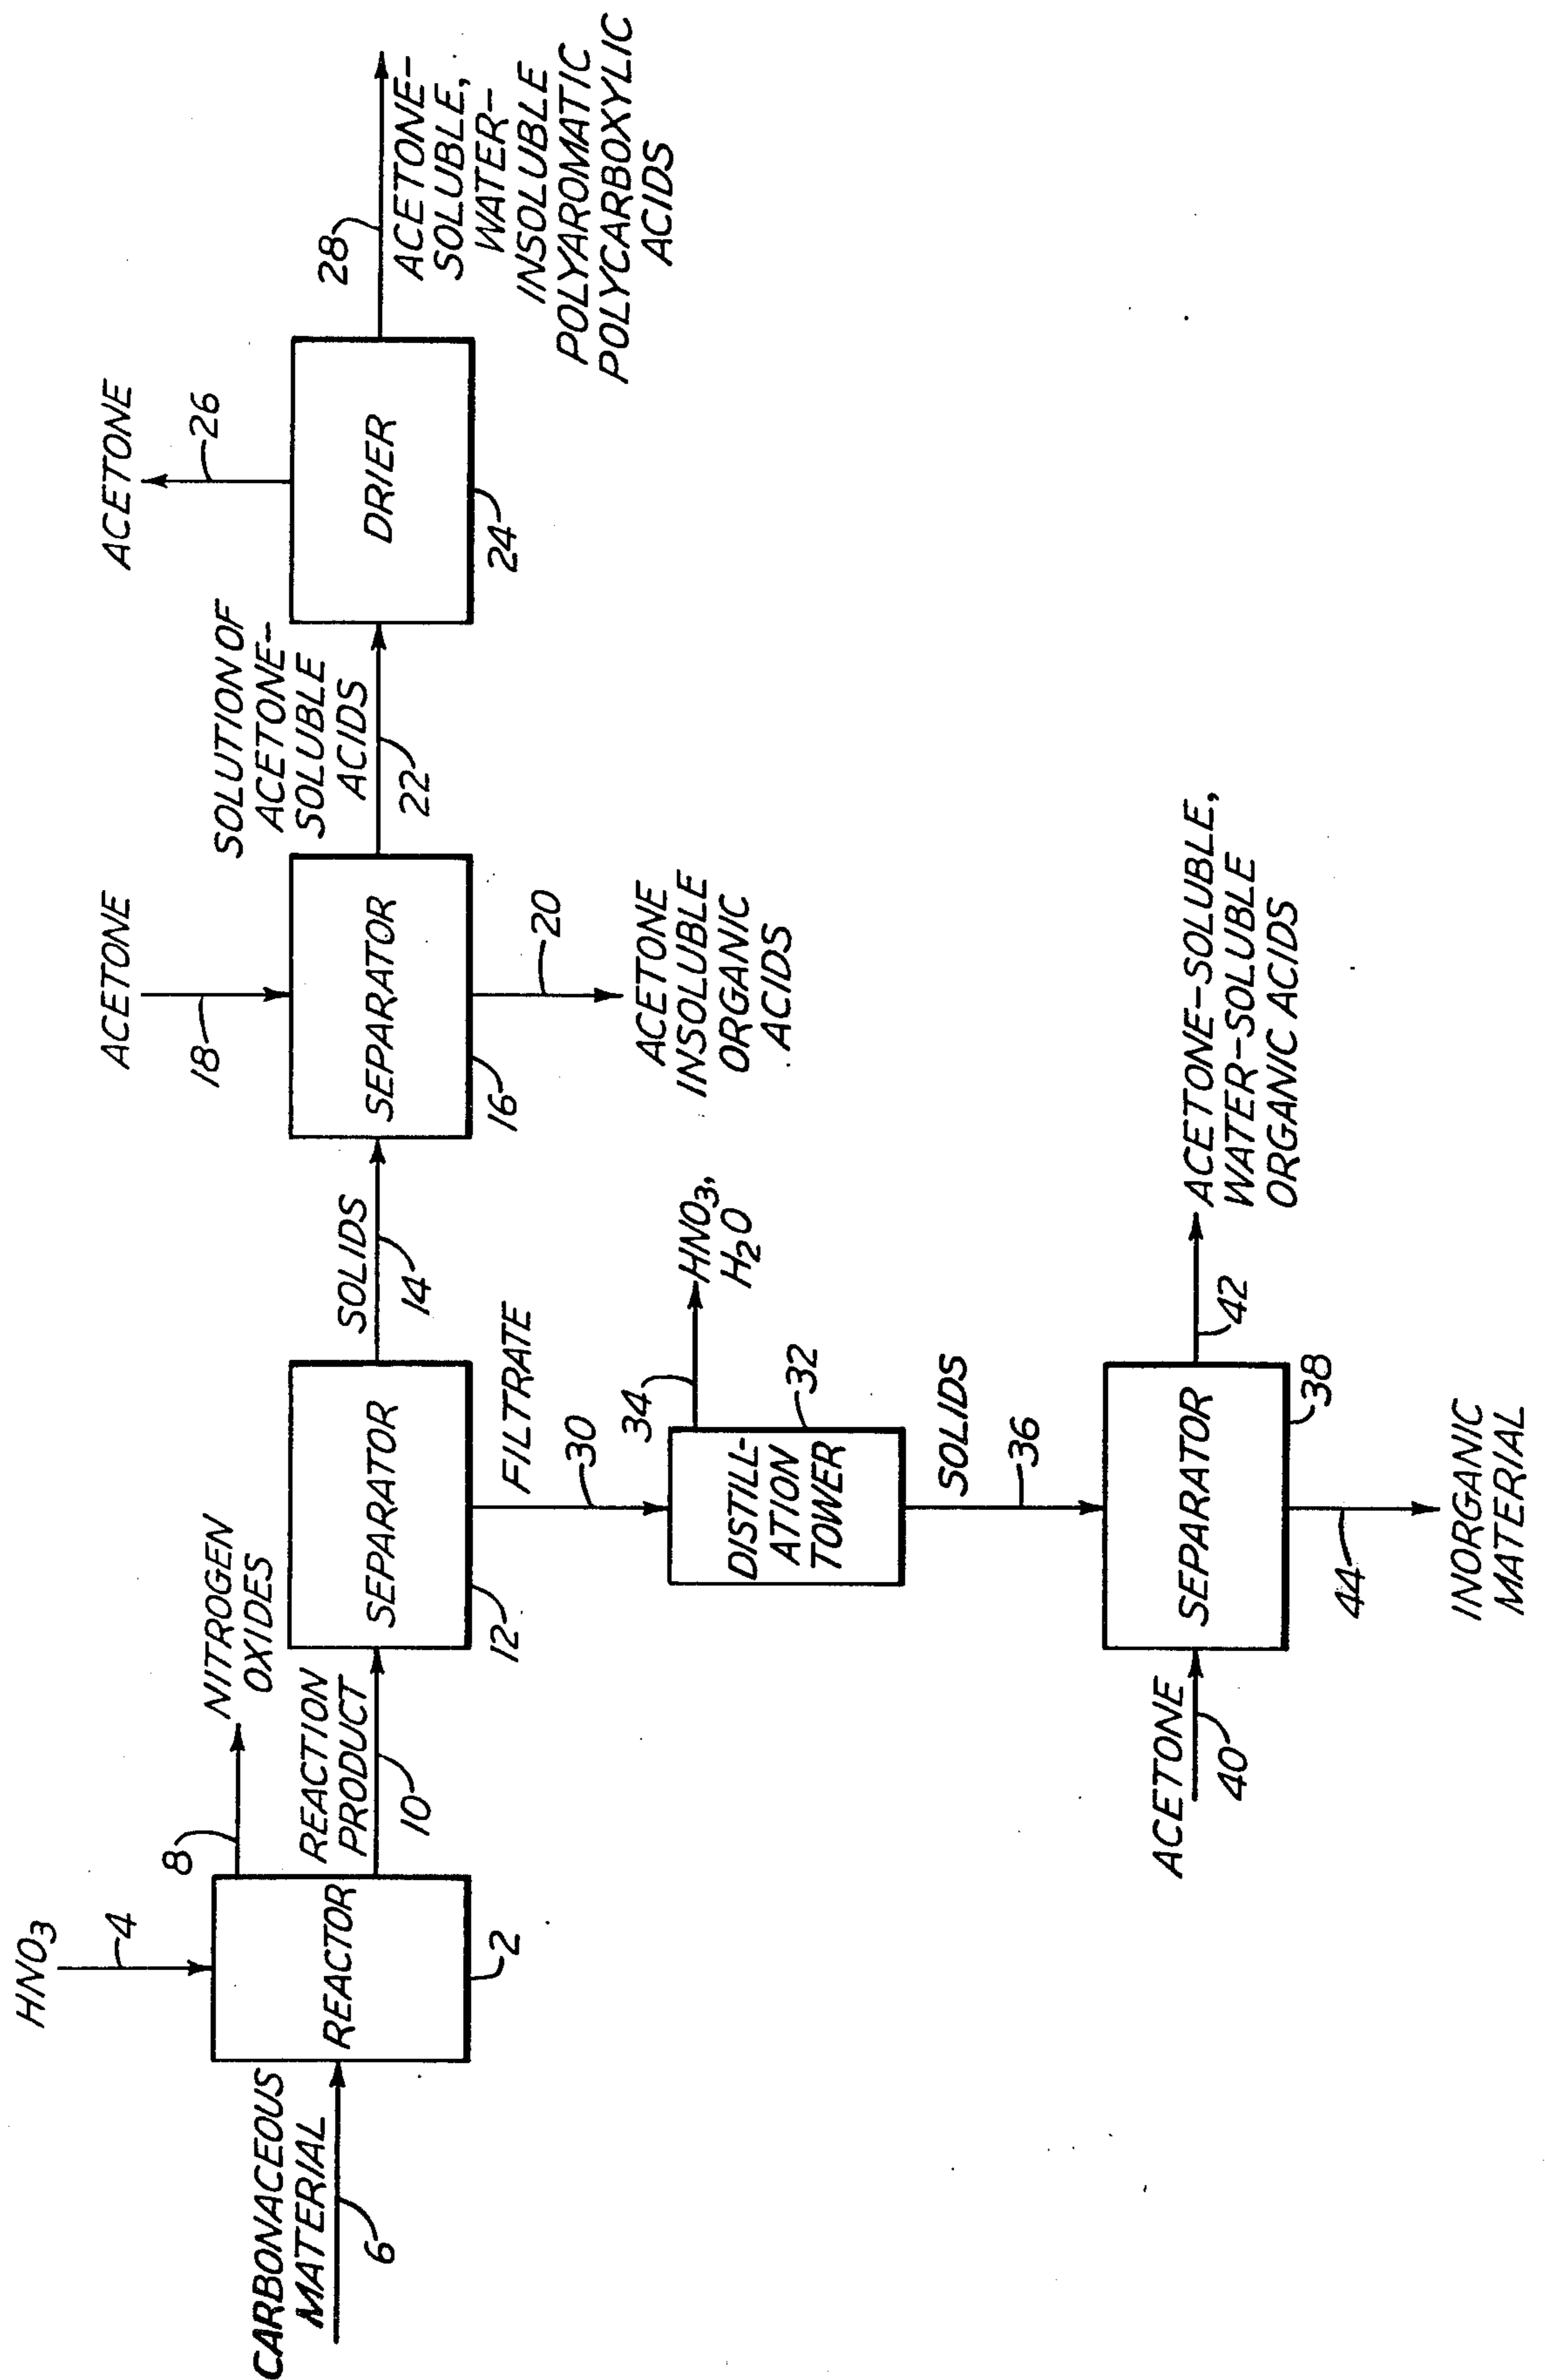 HNO3
4
8
NITROGEN
OXIDES
CARBONACEOUS
MATERIAL
6
REACTOR
2
REACTION
PRODUCT
10
SEPARATOR
12
SOLIDS
14
ACETONE
18
SEPARATOR
16
20
ACETONE
INSOLUBLE
ORGANIC
ACIDS
SOLUTION OF
ACETONE-
SOLUBLE
ACIDS
22
ACETONE
26
DRIER
24
28
ACETONE-
SOLUBLE,
WATER-
INSOLUBLE
POLYAROMATIC
POLYCARBOXYLIC
ACIDS
FILTRATE
30
34
HNO3,
H2O
DISTILL-
ATION
TOWER
32
SOLIDS
36
ACETONE
40
SEPARATOR
38
42
ACETONE-SOLUBLE,
WATER-SOLUBLE
ORGANIC ACIDS
44
INORGANIC
MATERIAL